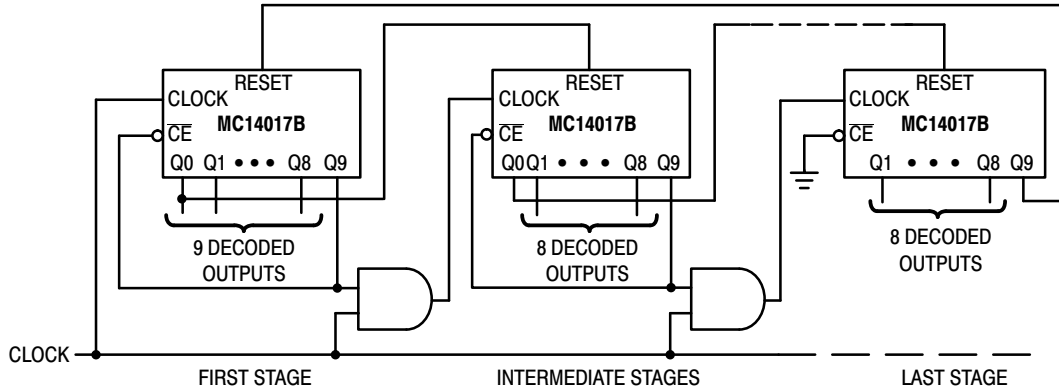 RESET
CLOCK
MC14017B
CE
Q0 Q1 • • • Q8 Q9
9 DECODED
OUTPUTS
RESET
CLOCK
MC14017B
CE
Q0 Q1 • • • Q8 Q9
8 DECODED
OUTPUTS
RESET
CLOCK
MC14017B
CE
Q1 • • • Q8 Q9
8 DECODED
OUTPUTS
CLOCK
FIRST STAGE
INTERMEDIATE STAGES
LAST STAGE